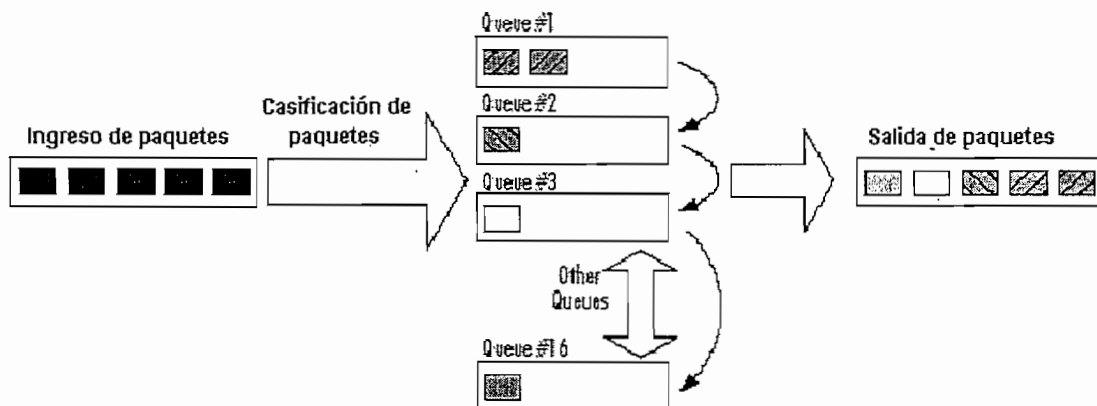 Queue #1
Casificación de
paquetes
Ingreso de paquetes
Queue #2
Queue #3
Salida de paquetes
Other
Queues
Queue #16